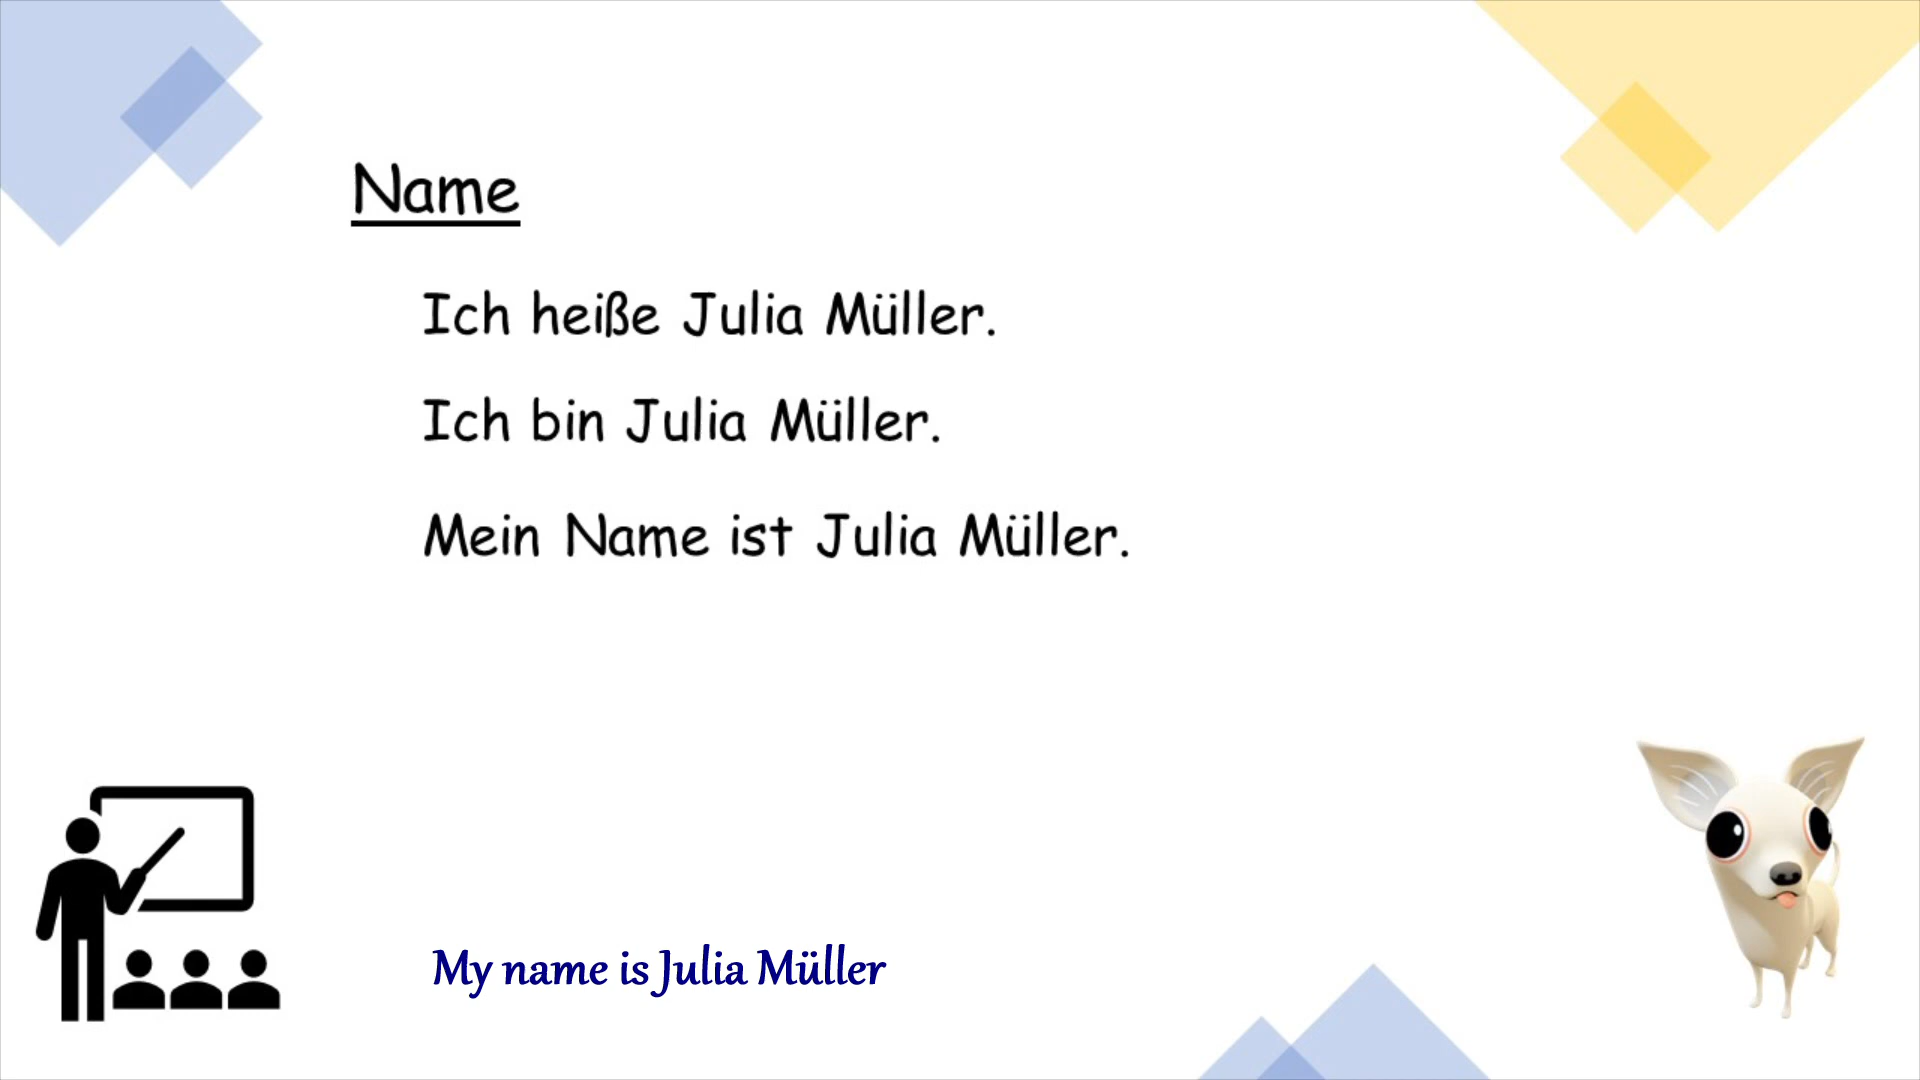 Name
Ich heiße Julia Müller.
Ich bin Julia Müller.
Mein Name ist Julia Müller.
My name is Julia Müller